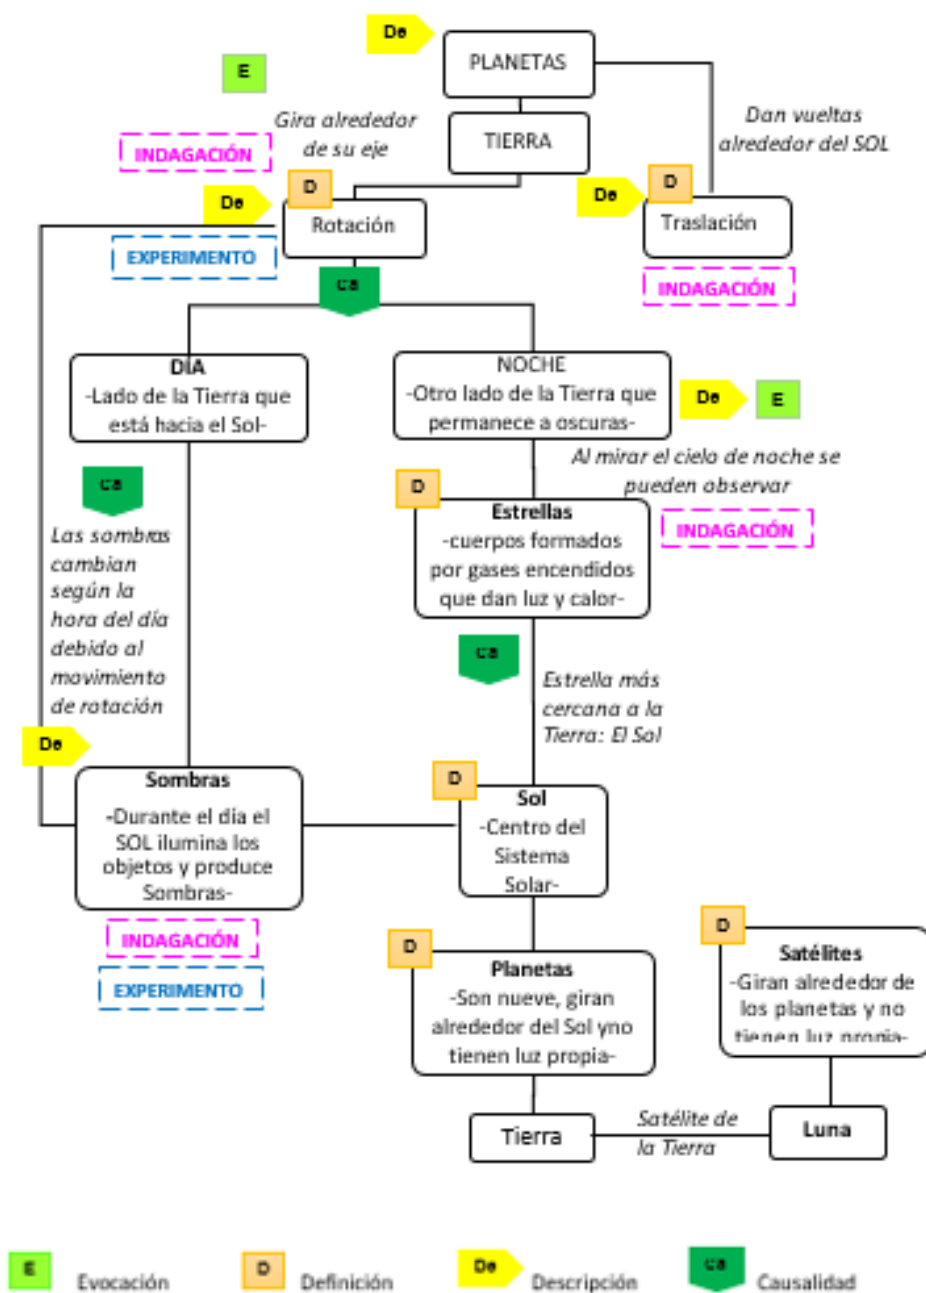 De
PLANETAS
E
Gira alrededor
de su eje
Dan vueltas
alrededor del SOL
TIERRA
INDAGACIÓN
D
De
Rotación
D
De
Traslación
EXPERIMENTO
INDAGACIÓN
Ca
DÍA
-Lado de la Tierra que
está hacia el Sol-
NOCHE
-Otro lado de la Tierra que
permanece a oscuras-
De
E
Al mirar el cielo de noche se
pueden observar
INDAGACIÓN
Ca
Las sombras
cambian
según la
hora del día
debido al
movimiento
de rotación
D
Estrellas
-cuerpos formados
por gases encendidos
que dan luz y calor-
Ca
Estrella más
cercana a la
Tierra: El Sol
De
Sombras
-Durante el día el
SOL ilumina los
objetos y produce
Sombras-
INDAGACIÓN
EXPERIMENTO
D
Sol
-Centro del
Sistema
Solar-
D
Planetas
-Son nueve, giran
alrededor del Sol yno
tienen luz propia-
D
Satélites
-Giran alrededor de
los planetas y no
tienen luz propia-
Tierra
Satélite de
la Tierra
Luna
E Evocación
D Definición
De Descripción
Ca Causalidad